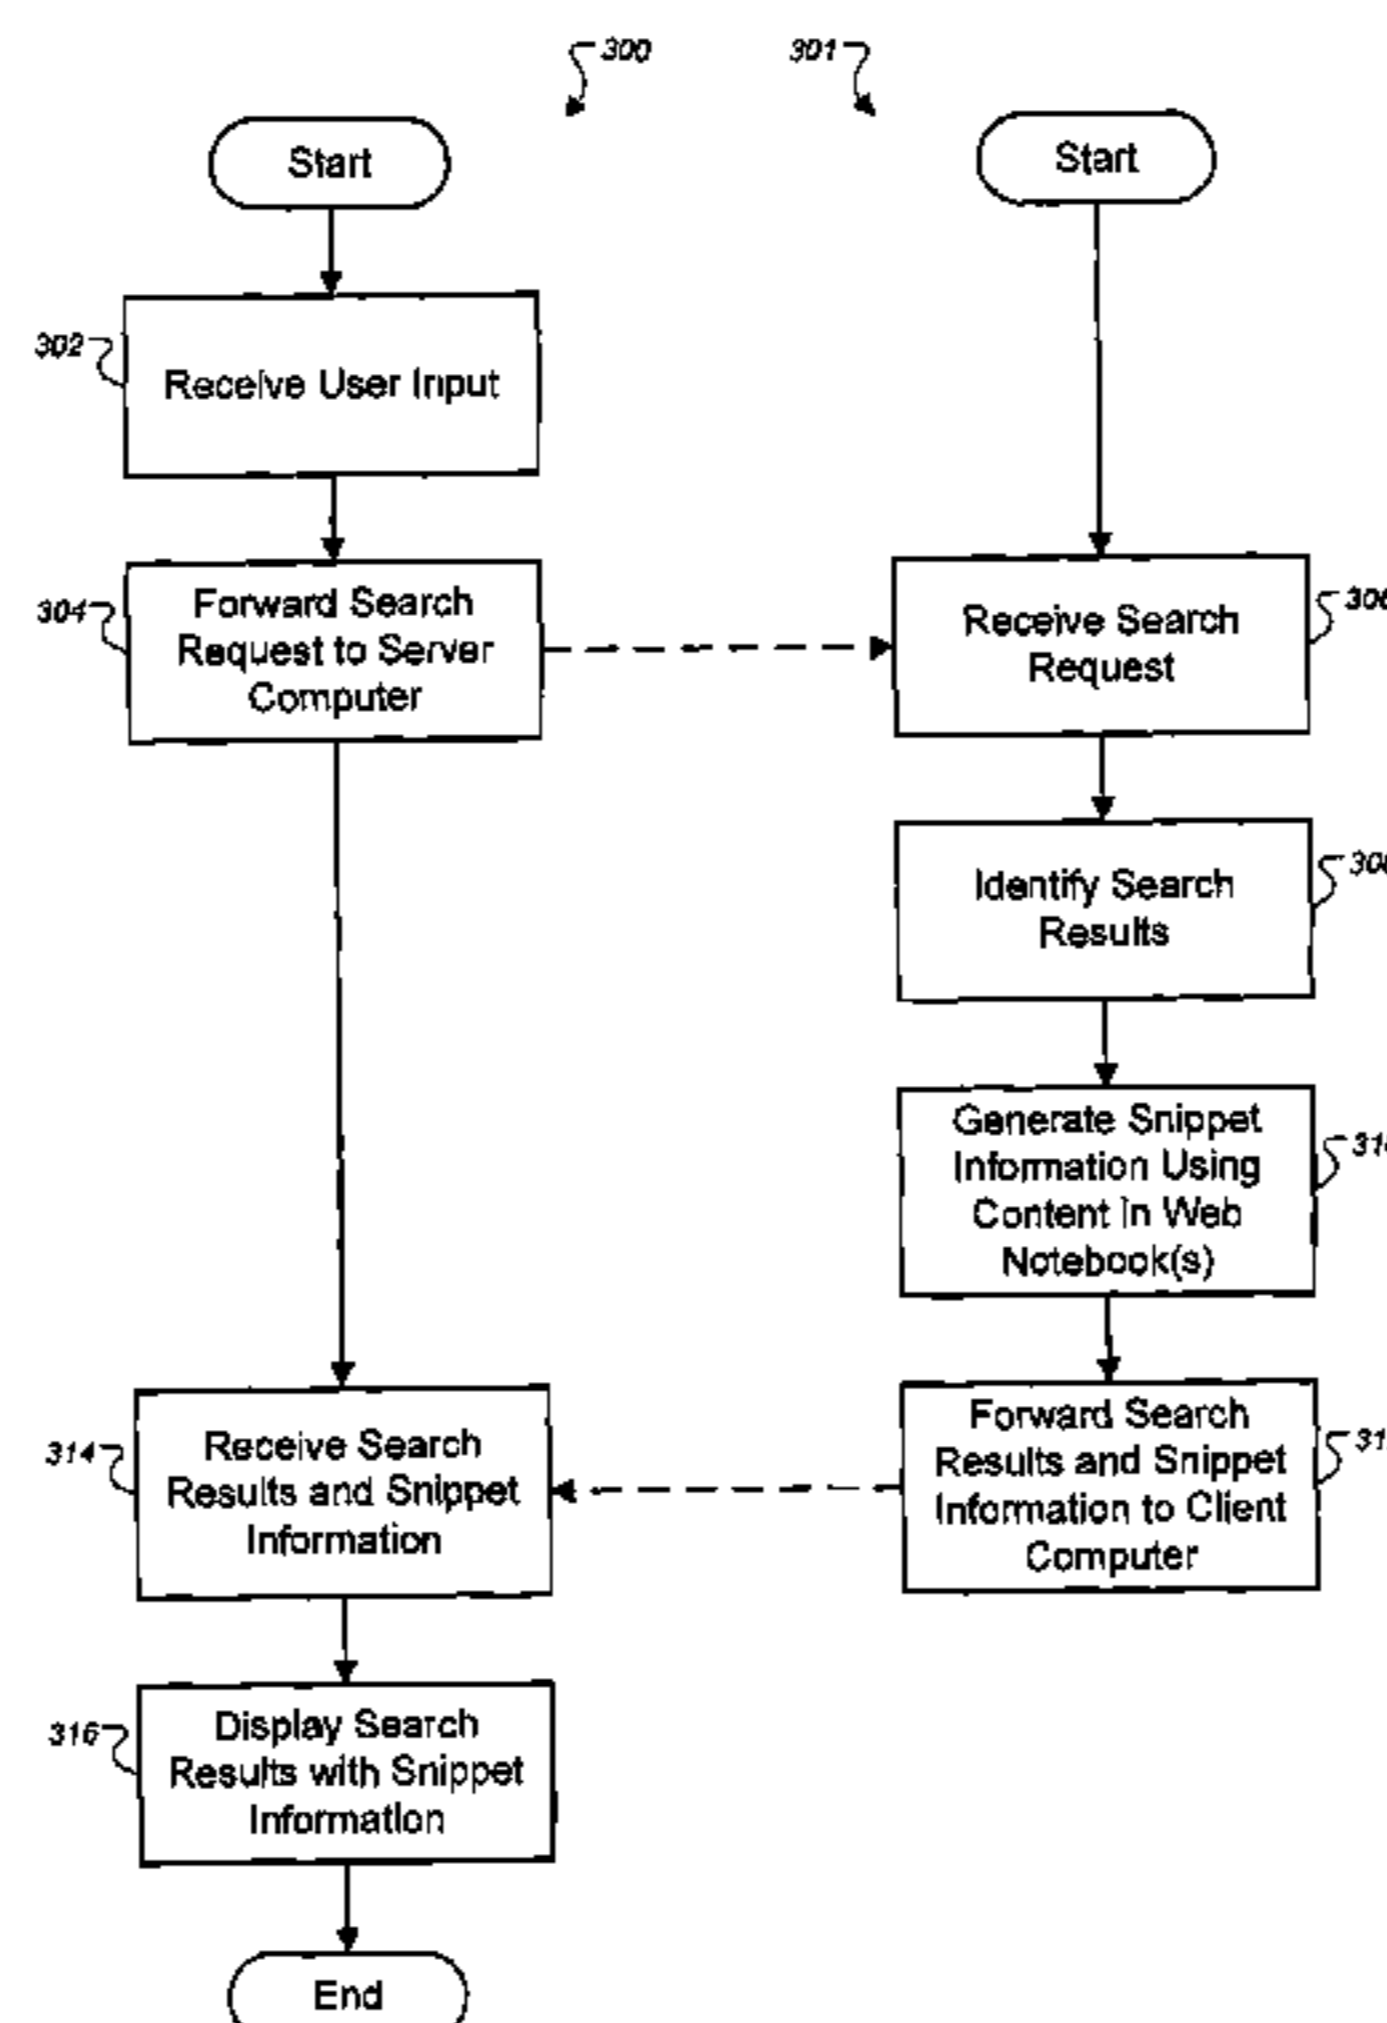 300
301
Start
Start
302
Receive User Input
304
Forward Search
Request to Server
Computer
Receive Search
Request
Identify Search
Results
Generate Snippet
Information Using
Content in Web
Notebook(s)
314
Receive Search
Results and Snippet
Information
Forward Search
Results and Snippet
Information to Client
Computer
316
Display Search
Results with Snippet
Information
End